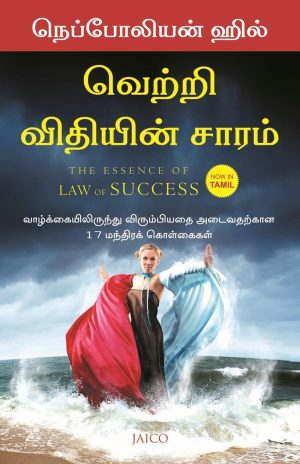 நெப்போலியன் ஹில்
வெற்றி
விதியின் சாரம்
THE ESSENCE OF
LAW OF SUCCESS
NOW IN
TAMIL
வாழ்க்கையிலிருந்து விரும்பியதை அடைவதற்கான
17 மந்திரக் கொள்கைகள்
JAICO